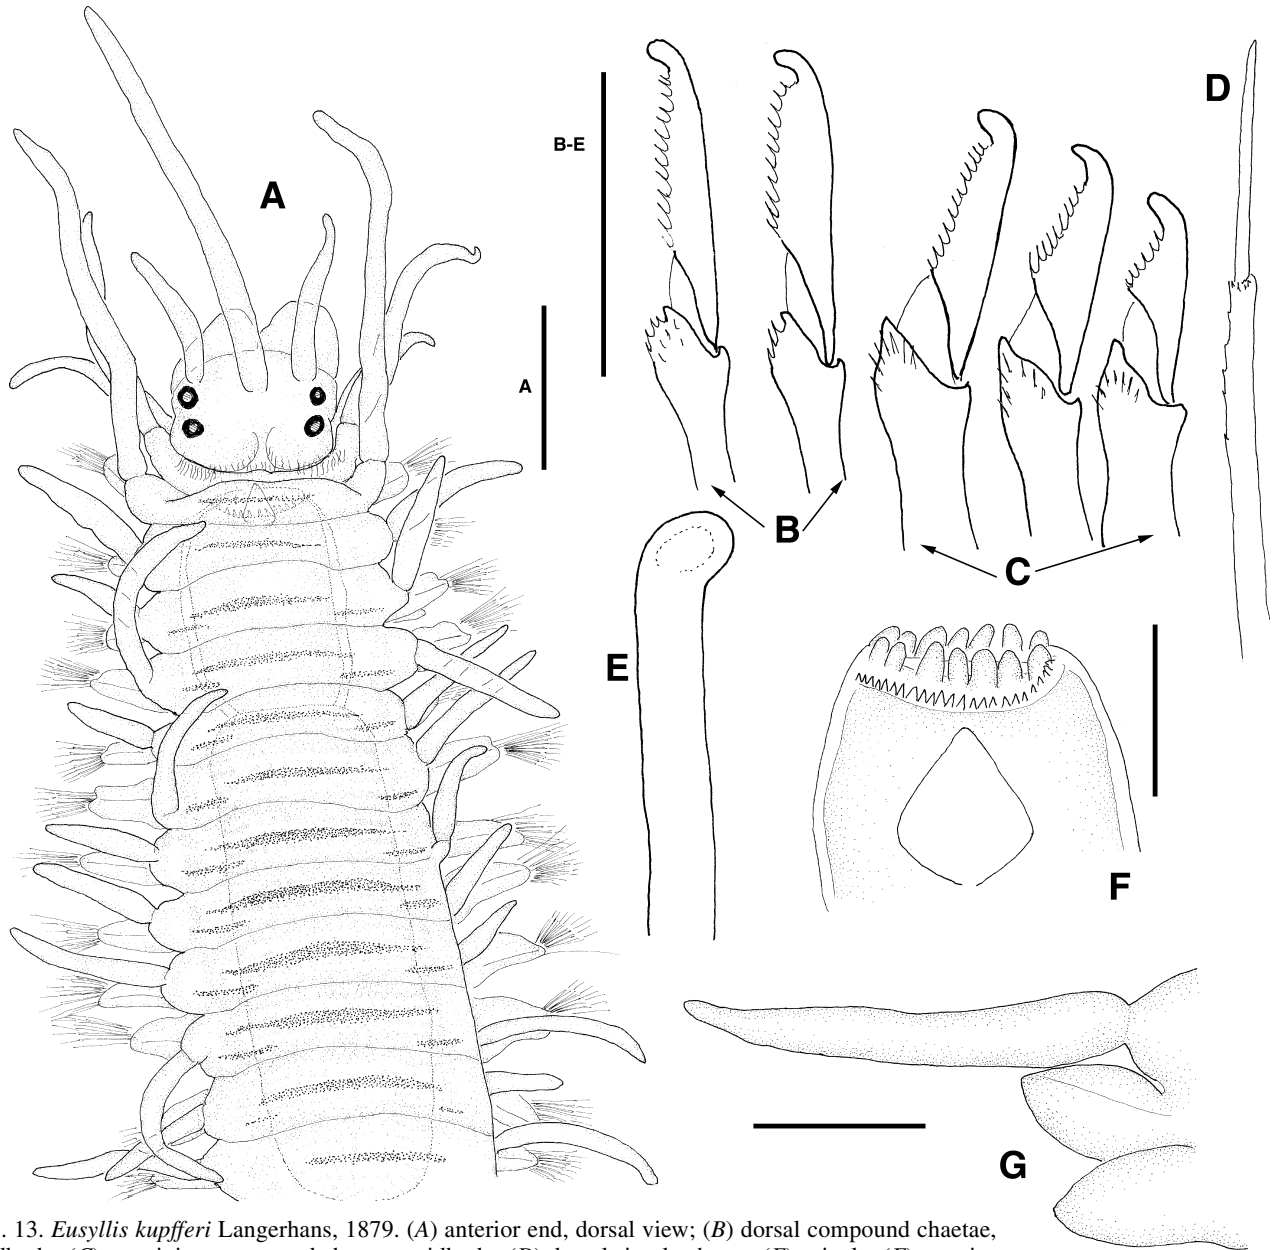 A
B-E
A
B
C
D
E
F
G
. 13. Eusyllis kupfferi Langerhans, 1879. (A) anterior end, dorsal view; (B) dorsal compound chaetae,